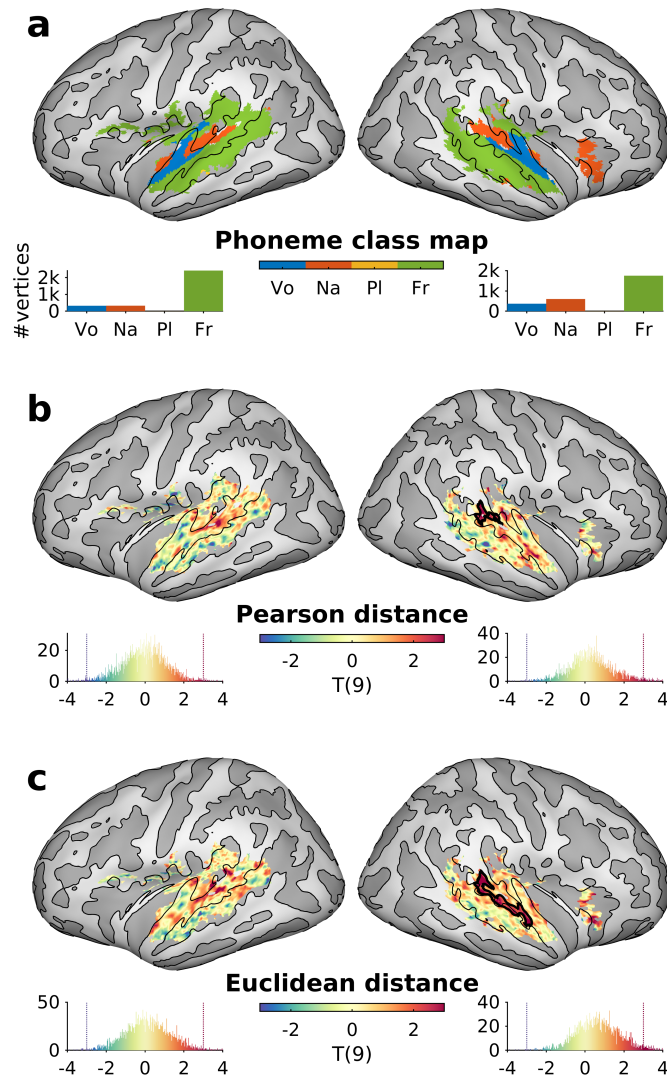 a
Phoneme class map
#vertices
2k
1k
0
Vo Na Pl Fr
Vo Na Pl Fr
2k
1k
0
Vo Na Pl Fr
b
Pearson distance
20
0
-4 -2 0 2 4
-2 0 2
T(9)
40
20
0
-4 -2 0 2 4
c
Euclidean distance
50
0
-4 -2 0 2 4
-2 0 2
T(9)
40
20
0
-4 -2 0 2 4